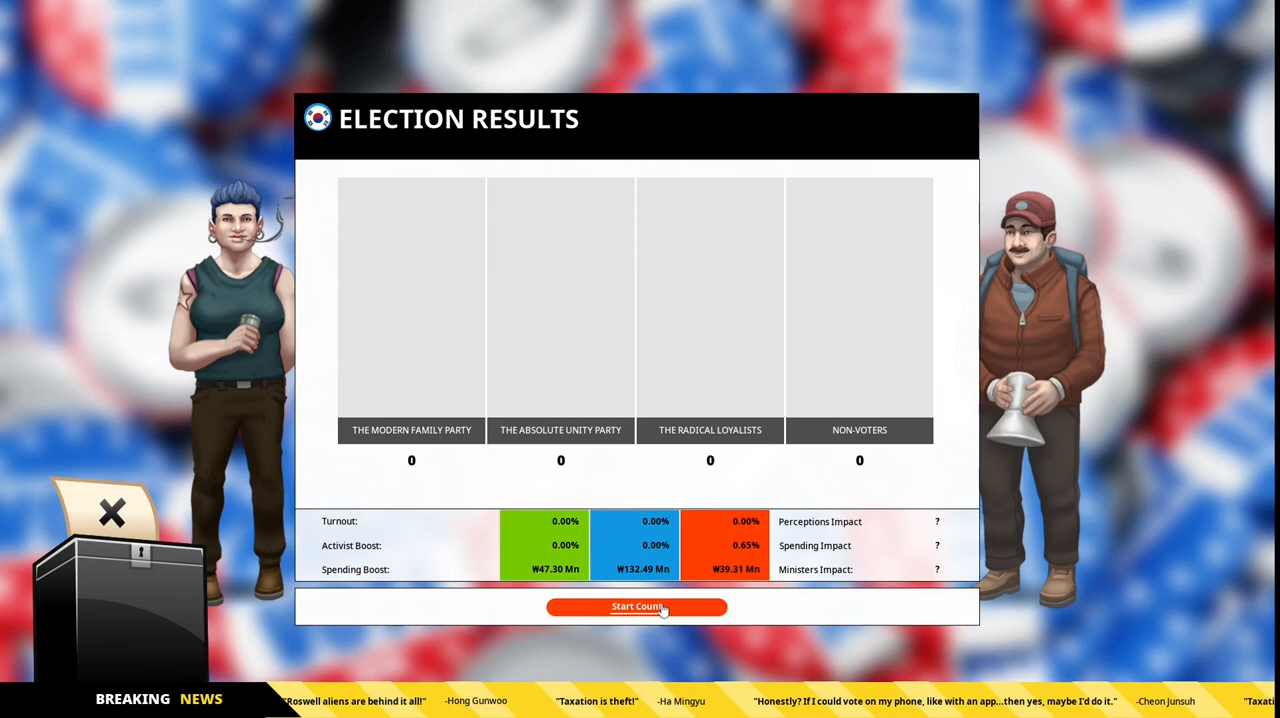 ELECTION RESULTS
THE MODERN FAMILY PARTY THE ABSOLUTE UNITY PARTY THE RADICAL LOYALISTS NON-VOTERS
0 0 0 0
Turnout: 0.00% 0.00% 0.00% Perceptions Impact ?
Activist Boost: 0.00% 0.00% 0.65% Spending Impact ?
Spending Boost: ₩47.30 Mn ₩132.49 Mn ₩39.31 Mn Ministers Impact: ?
Start Count
BREAKING NEWS "Roswell aliens are behind it all!" -Hong Gunwoo "Taxation is theft!" -Ha Mingyu "Honestly? If I could vote on my phone, like with an app...then yes, maybe I'd do it." -Cheon Junsuh "Taxati